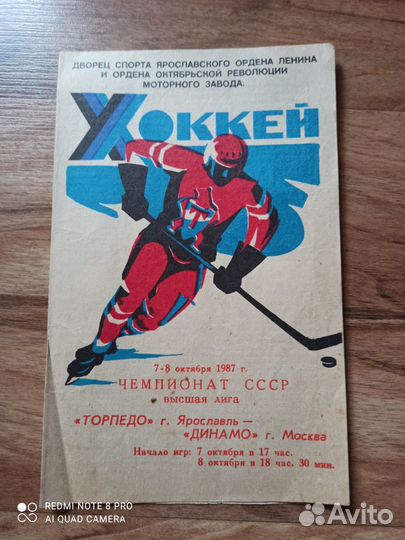 ДВОРЕЦ СПОРТА ЯРОСЛАВСКОГО ОРДЕНА ЛЕНИНА
И ОРДЕНА ОКТЯБРЬСКОЙ РЕВОЛЮЦИИ
МОТОРНОГО ЗАВОДА.
ХОККЕЙ
Т
7-8 октября 1987 г.
ЧЕМПИОНАТ СССР
высшая лига
«ТОРПЕДО» г. Ярославль —
«ДИНАМО» г. Москва
Начало игр: 7 октября в 17 час.
8 октября в 18 час. 30 мин.
REDMI NOTE 8 PRO
AI QUAD CAMERA
Avito